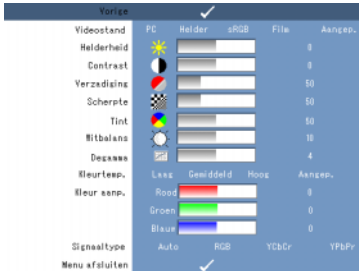 Vorige
Videostand PC Helder sRGB Film Aangep.
Helderheid 0
Contrast 0
Verzadiging 50
Scherpte 50
Tint 50
Witbalans 10
Degamma 4
Kleurtemp. Laag Gemiddeld Hoog Aangep.
Kleur aanp. Rood 0
Groen 0
Blauw 0
Signaaltype Auto RGB YCbCr YPbPr
Menu afsluiten